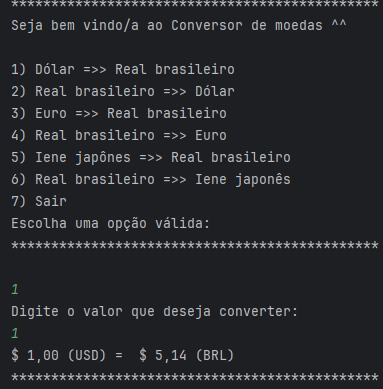 **********************************************
Seja bem vindo/a ao Conversor de moedas ^^
1) Dólar =>> Real brasileiro
2) Real brasileiro =>> Dólar
3) Euro =>> Real brasileiro
4) Real brasileiro =>> Euro
5) Iene japônes =>> Real brasileiro
6) Real brasileiro =>> Iene japonês
7) Sair
Escolha uma opção válida:
**********************************************
1
Digite o valor que deseja converter:
1
$ 1,00 (USD) =  $ 5,14 (BRL)
**********************************************